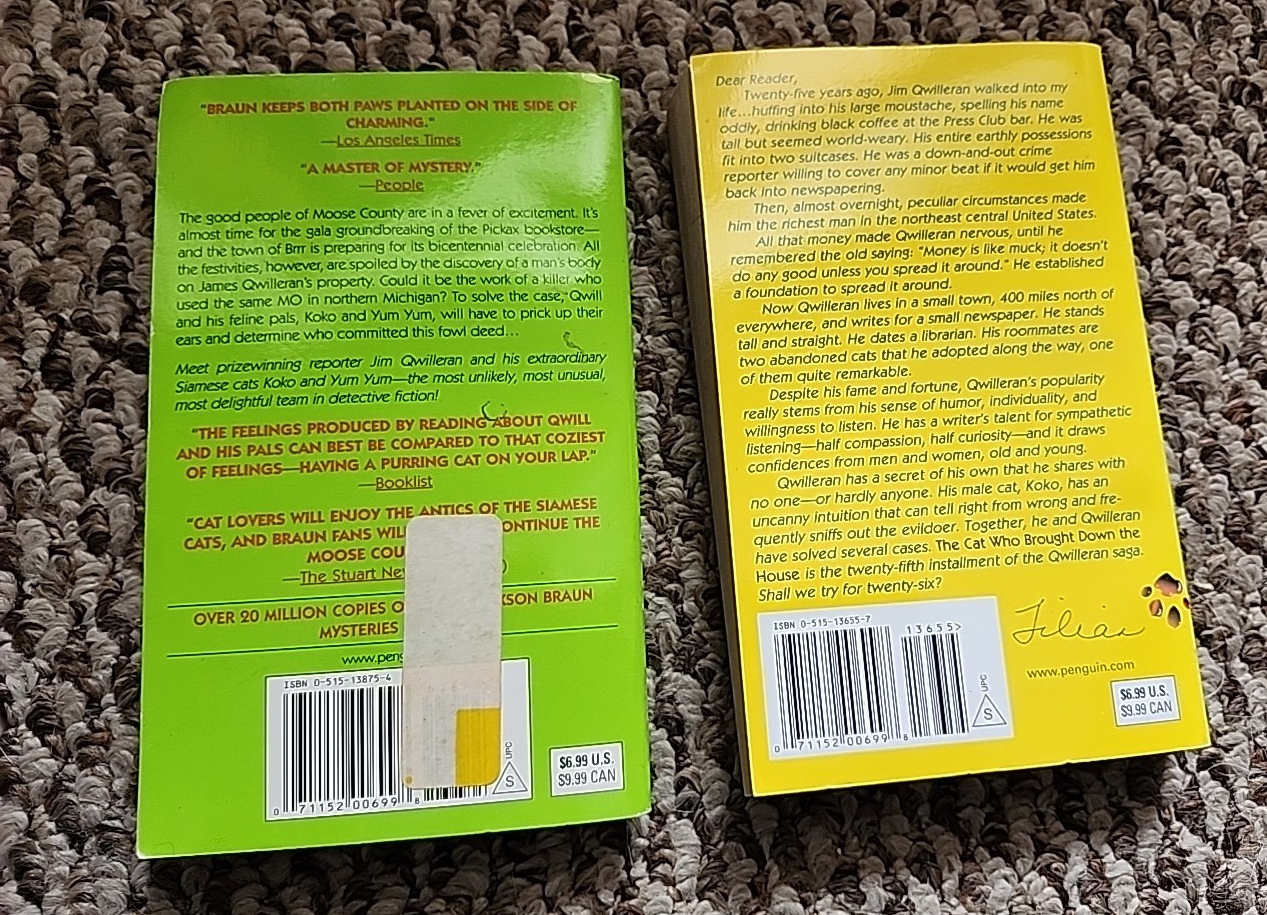 "BRAUN KEEPS BOTH PAWS PLANTED ON THE SIDE OF
CHARMING."
—Los Angeles Times
"A MASTER OF MYSTERY."
—People
The good people of Moose County are in a fever of excitement. It's
almost time for the gala groundbreaking of the Pickax bookstore—
and the town of Brrr is preparing for its bicentennial celebration. All
the festivities, however, are spoiled by the discovery of a man's body
on James Qwilleran's property. Could it be the work of a killer who
used the same MO in northern Michigan? To solve the case, Qwill
and his feline pals, Koko and Yum Yum, will have to prick up their
ears and determine who committed this fowl deed...
Meet prizewinning reporter Jim Qwilleran and his extraordinary
Siamese cats Koko and Yum Yum—the most unlikely, most unusual,
most delightful team in detective fiction!
"THE FEELINGS PRODUCED BY READING ABOUT QWILL
AND HIS PALS CAN BEST BE COMPARED TO THAT COZIEST
OF FEELINGS—HAVING A PURRING CAT ON YOUR LAP."
—Booklist
"CAT LOVERS WILL ENJOY THE ANTICS OF THE SIAMESE
CATS, AND BRAUN FANS WILL ONTINUE THE
MOOSE COU
—The Stuart Ne )
OVER 20 MILLION COPIES O KSON BRAUN
MYSTERIES
www.peng
ISBN 0-515-13875-4
0 71152 00699 8
UPC
S
$6.99 U.S.
$9.99 CAN
Dear Reader,
Twenty-five years ago, Jim Qwilleran walked into my
life...huffing into his large moustache, spelling his name
oddly, drinking black coffee at the Press Club bar. He was
tall but seemed world-weary. His entire earthly possessions
fit into two suitcases. He was a down-and-out crime
reporter willing to cover any minor beat if it would get him
back into newspapering.
Then, almost overnight, peculiar circumstances made
him the richest man in the northeast central United States.
All that money made Qwilleran nervous, until he
remembered the old saying: "Money is like muck; it doesn't
do any good unless you spread it around." He established
a foundation to spread it around.
Now Qwilleran lives in a small town, 400 miles north of
everywhere, and writes for a small newspaper. He stands
tall and straight. He dates a librarian. His roommates are
two abandoned cats that he adopted along the way, one
of them quite remarkable.
Despite his fame and fortune, Qwilleran's popularity
really stems from his sense of humor, individuality, and
willingness to listen. He has a writer's talent for sympathetic
listening—half compassion, half curiosity—and it draws
confidences from men and women, old and young.
Qwilleran has a secret of his own that he shares with
no one—or hardly anyone. His male cat, Koko, has an
uncanny intuition that can tell right from wrong and fre-
quently sniffs out the evildoer. Together, he and Qwilleran
have solved several cases. The Cat Who Brought Down the
House is the twenty-fifth installment of the Qwilleran saga.
Shall we try for twenty-six?
Lilian
ISBN 0-515-13655-7
13655>
0 71152 00699 8
UPC
S
www.penguin.com
$6.99 U.S.
$9.99 CAN